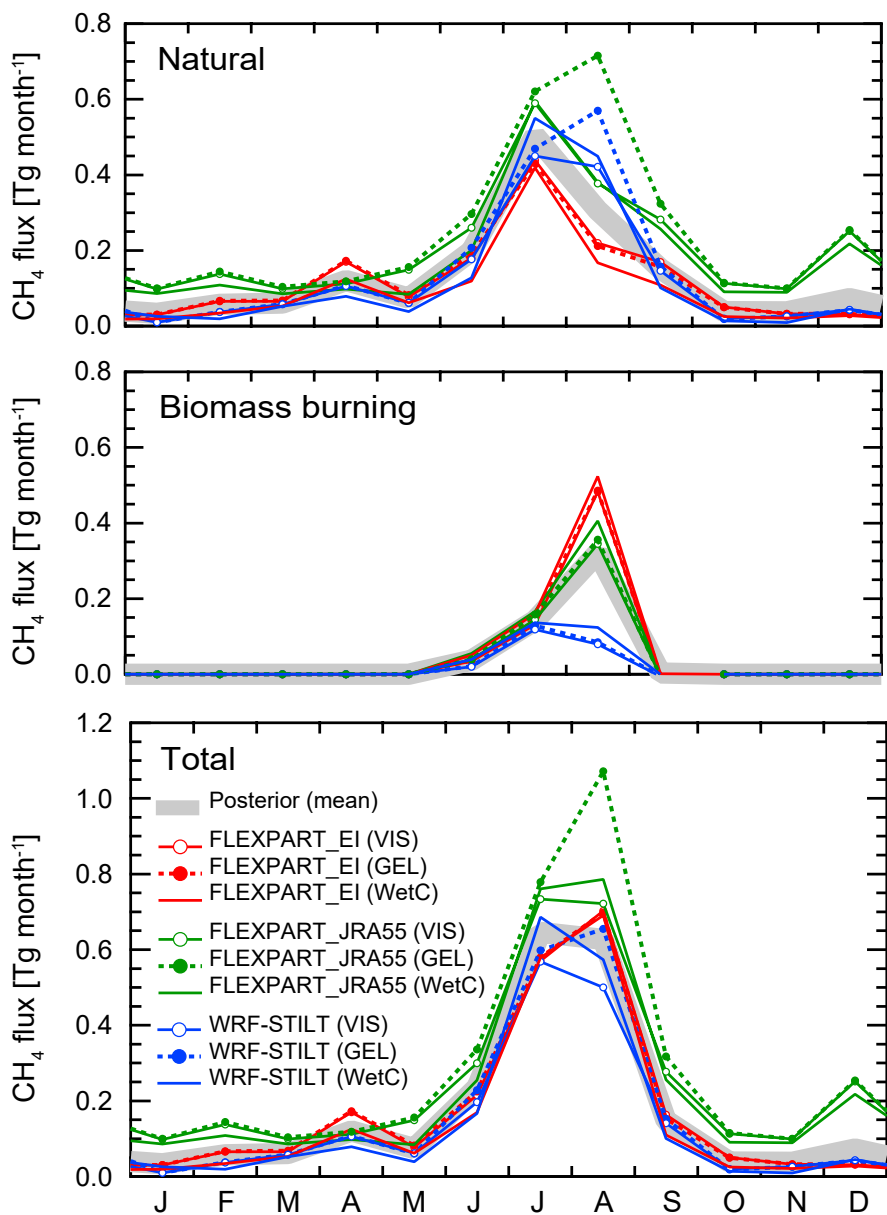 0.8
0.6
0.4
0.2
0.0
CH₄ flux [Tg month⁻¹]
Natural
0.8
0.6
0.4
0.2
0.0
CH₄ flux [Tg month⁻¹]
Biomass burning
1.2
1.0
0.8
0.6
0.4
0.2
0.0
CH₄ flux [Tg month⁻¹]
Total
Posterior (mean)
FLEXPART_EI (VIS)
FLEXPART_EI (GEL)
FLEXPART_EI (WetC)
FLEXPART_JRA55 (VIS)
FLEXPART_JRA55 (GEL)
FLEXPART_JRA55 (WetC)
WRF-STILT (VIS)
WRF-STILT (GEL)
WRF-STILT (WetC)
J F M A M J J A S O N D